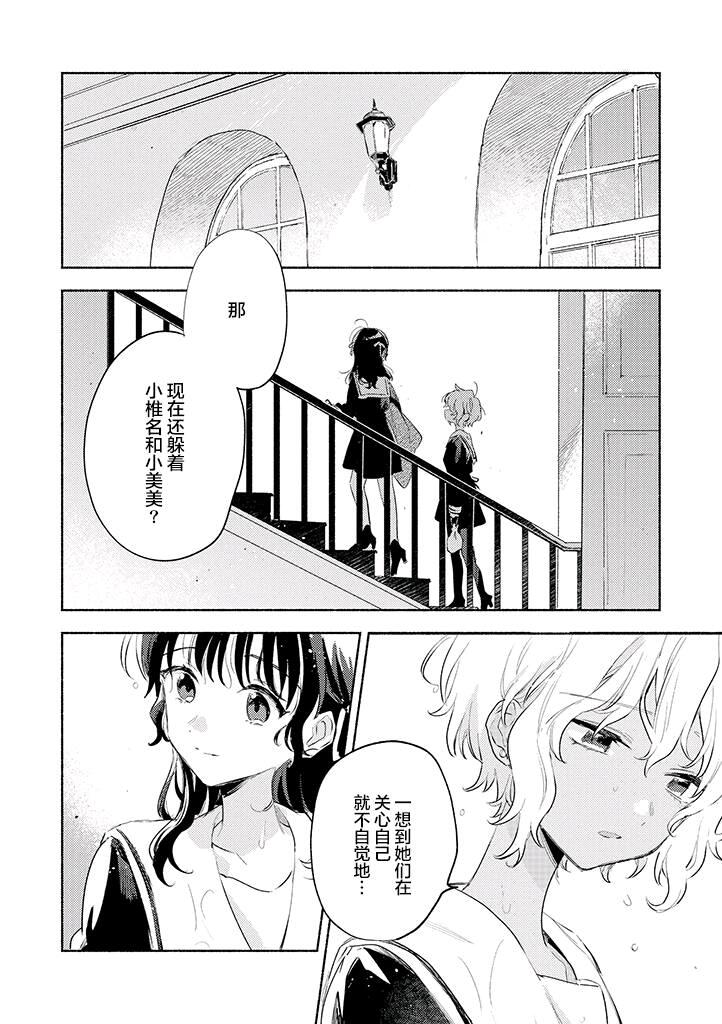 那
现在还躲着
小椎名和小美美？
一想到她们在
关心自己
就不自觉地…